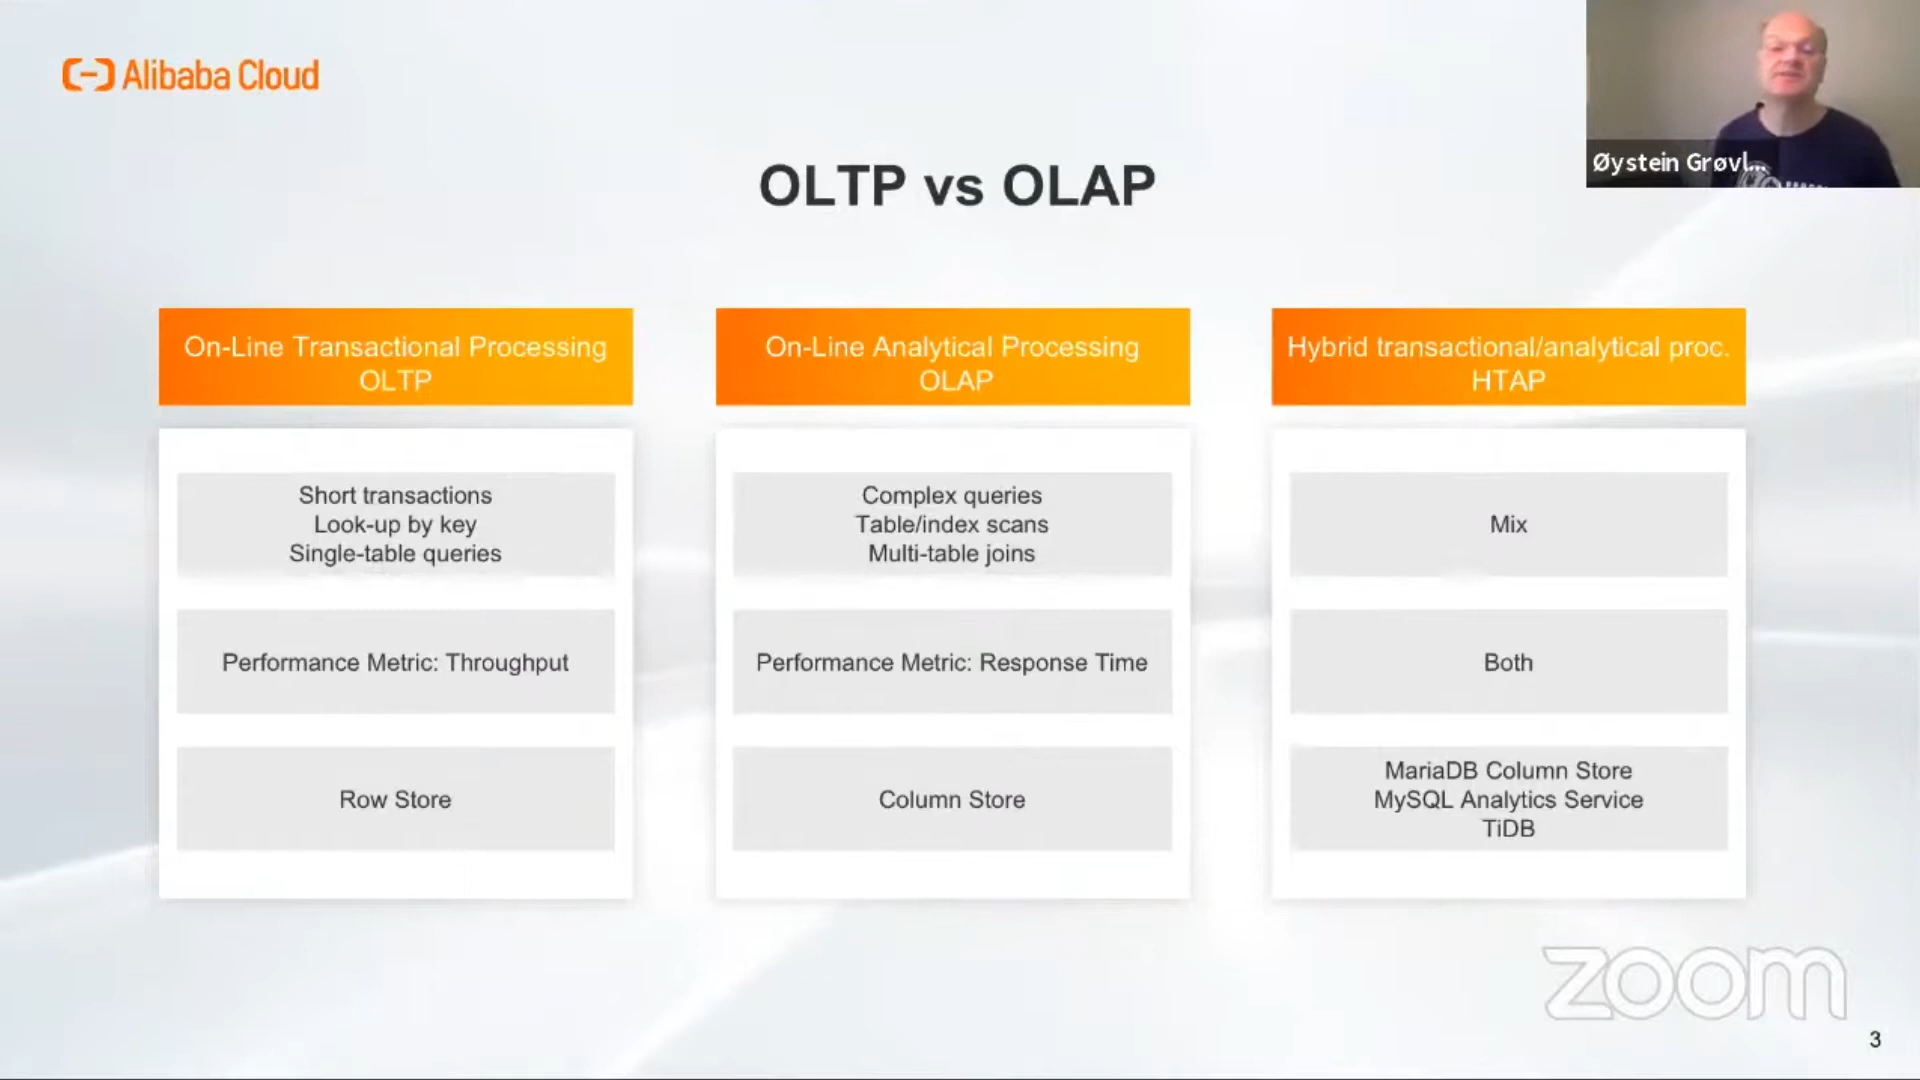 Alibaba Cloud
Øystein Grøvl...
OLTP vs OLAP
On-Line Transactional Processing
OLTP
Short transactions
Look-up by key
Single-table queries
Performance Metric: Throughput
Row Store
On-Line Analytical Processing
OLAP
Complex queries
Table/index scans
Multi-table joins
Performance Metric: Response Time
Column Store
Hybrid transactional/analytical proc.
HTAP
Mix
Both
MariaDB Column Store
MySQL Analytics Service
TiDB
zoom
3